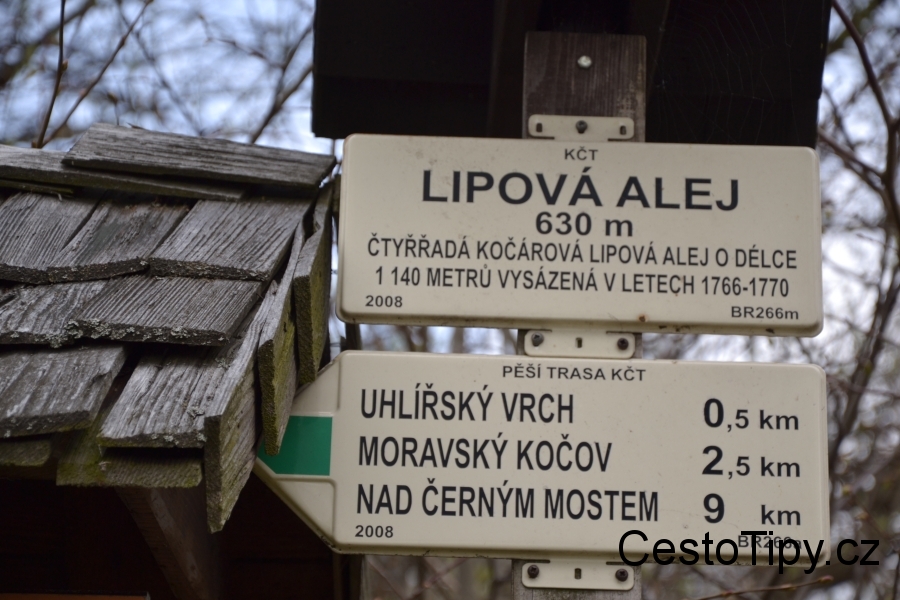 KČT
LIPOVÁ ALEJ
630 m
ČTYŘŘADÁ KOČÁROVÁ LIPOVÁ ALEJ O DÉLCE
1 140 METRŮ VYSÁZENÁ V LETECH 1766-1770
2008 BR266m
PĚŠÍ TRASA KČT
UHLÍŘSKÝ VRCH 0,5 km
MORAVSKÝ KOČOV 2,5 km
NAD ČERNÝM MOSTEM 9 km
2008 BR266m
CestoTipy.cz